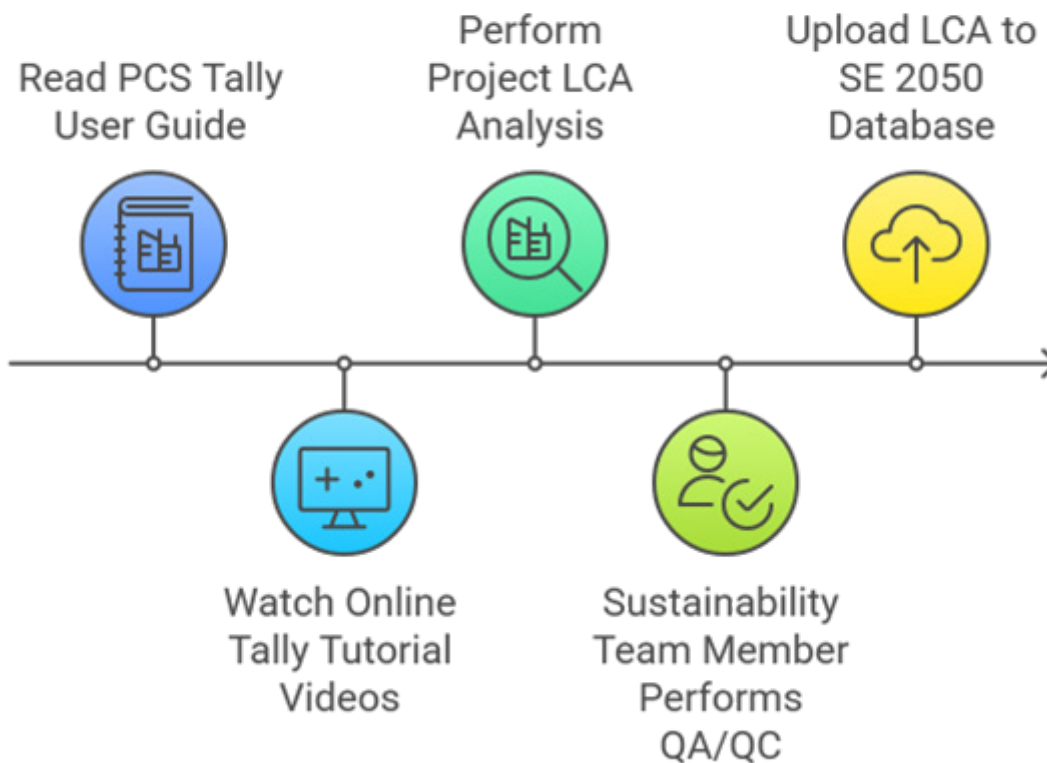 Read PCS Tally
User Guide
Watch Online
Tally Tutorial
Videos
Perform
Project LCA
Analysis
Sustainability
Team Member
Performs
QA/QC
Upload LCA to
SE 2050
Database